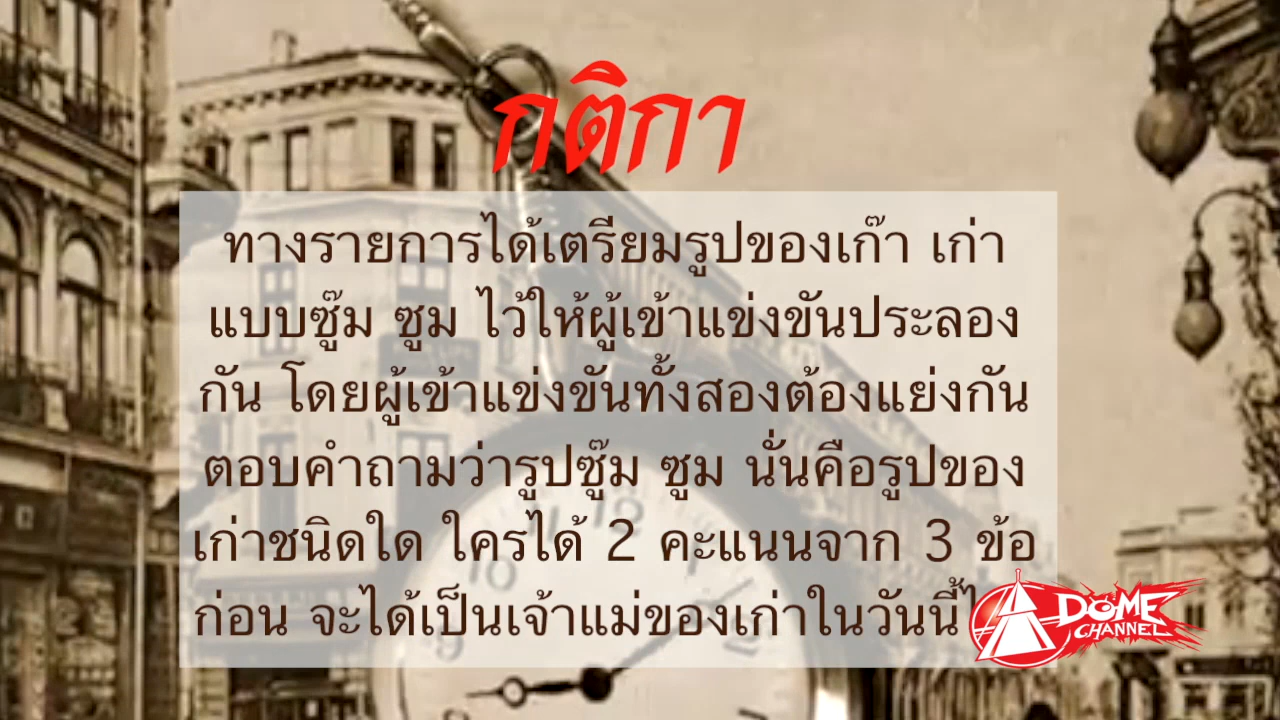 กติกา
ทางรายการได้เตรียมรูปของเก๊า เก่า
แบบซู๊ม ซูม ไว้ให้ผู้เข้าแข่งขันประลอง
กัน โดยผู้เข้าแข่งขันทั้งสองต้องแย่งกัน
ตอบคำถามว่ารูปซู๊ม ซูม นั่นคือรูปของ
เก่าชนิดใด ใครได้ 2 คะแนนจาก 3 ข้อ
ก่อน จะได้เป็นเจ้าแม่ของเก่าในวันนี้
DOME
CHANNEL